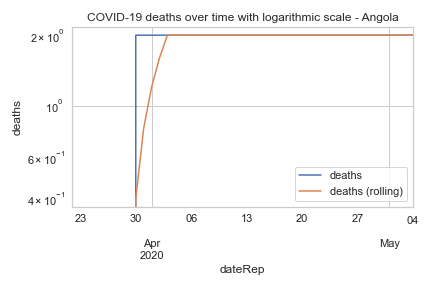 COVID-19 deaths over time with logarithmic scale - Angola
2 × 10⁰
10⁰
6 × 10⁻¹
4 × 10⁻¹
deaths
deaths
deaths (rolling)
23 30 06 13 20 27 04
Apr May
2020
dateRep